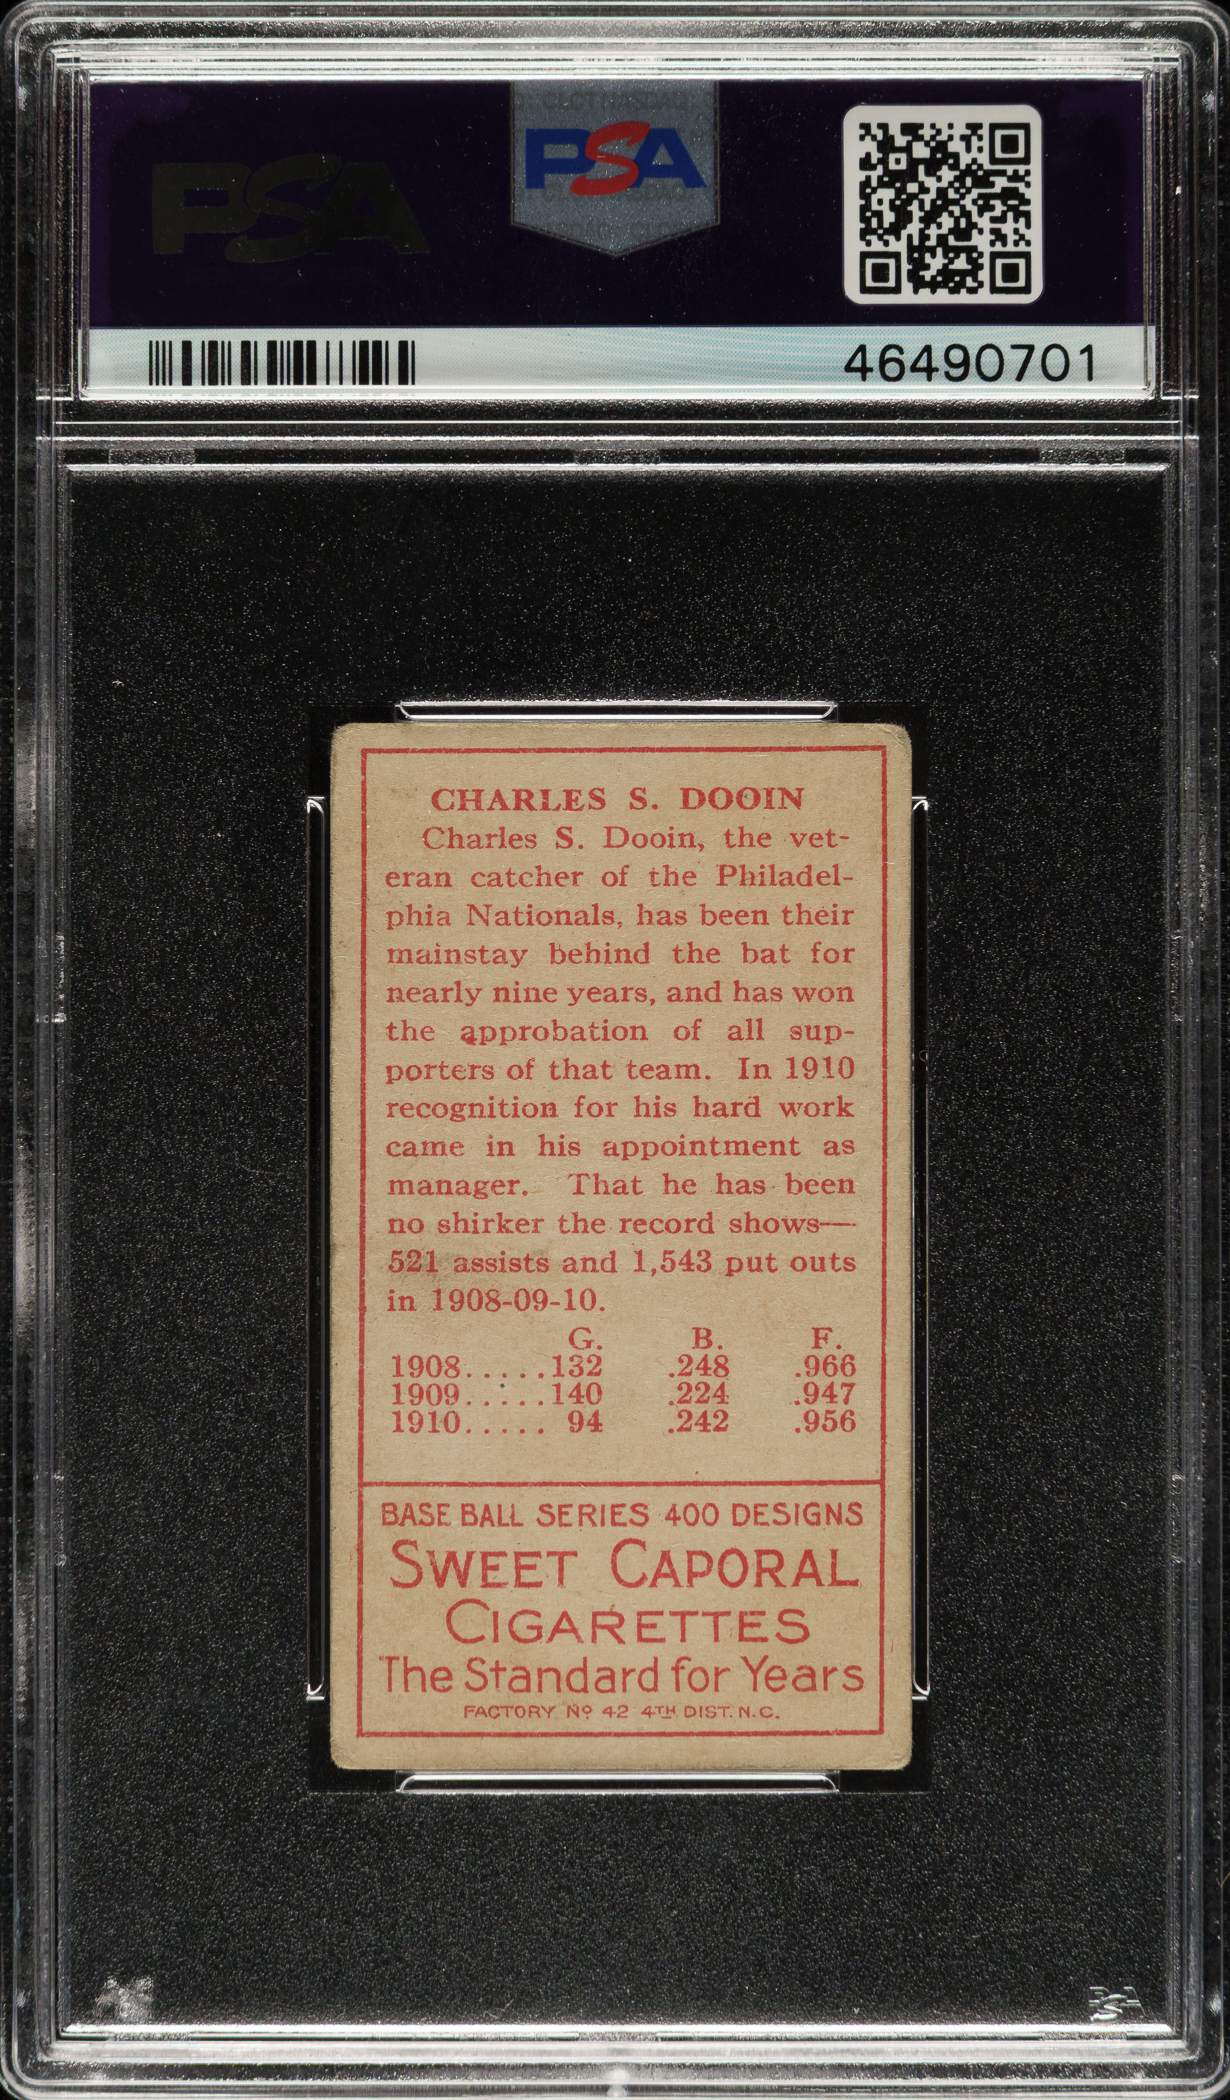 PSA
PSA
46490701
CHARLES S. DOOIN
Charles S. Dooin, the vet-
eran catcher of the Philadel-
phia Nationals, has been their
mainstay behind the bat for
nearly nine years, and has won
the approbation of all sup-
porters of that team. In 1910
recognition for his hard work
came in his appointment as
manager. That he has been
no shirker the record shows—
521 assists and 1,543 put outs
in 1908-09-10.
G. B. F.
1908.....132 .248 .966
1909.....140 .224 .947
1910..... 94 .242 .956
BASE BALL SERIES 400 DESIGNS
SWEET CAPORAL
CIGARETTES
The Standard for Years
FACTORY Nº 42 4TH DIST. N.C.
PSA